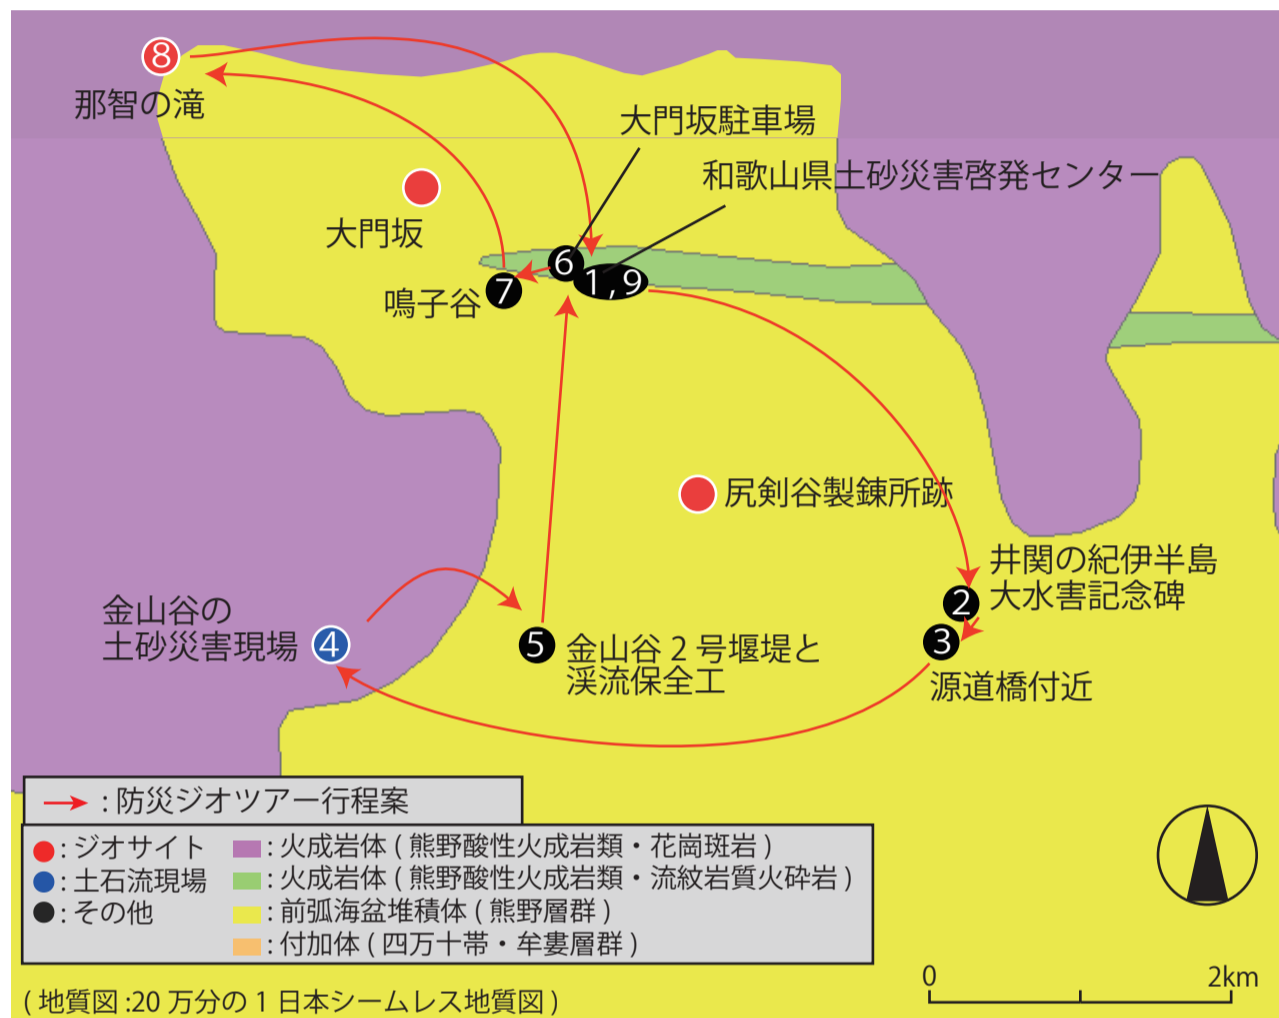 8
那智の滝
大門坂駐車場
和歌山県土砂災害啓発センター
大門坂
6
1,9
7
鳴子谷
尻剣谷製錬所跡
井関の紀伊半島
大水害記念碑
2
金山谷の
土砂災害現場
4
5
金山谷2号堰堤と
渓流保全工
3
源道橋付近
:防災ジオツアー行程案
:ジオサイト
:土石流現場
:その他
:火成岩体(熊野酸性火成岩類・花崗斑岩)
:火成岩体(熊野酸性火成岩類・流紋岩質火砕岩)
:前弧海盆堆積体(熊野層群)
:付加体(四万十帯・牟婁層群)
(地質図:20万分の1日本シームレス地質図)
0 2km